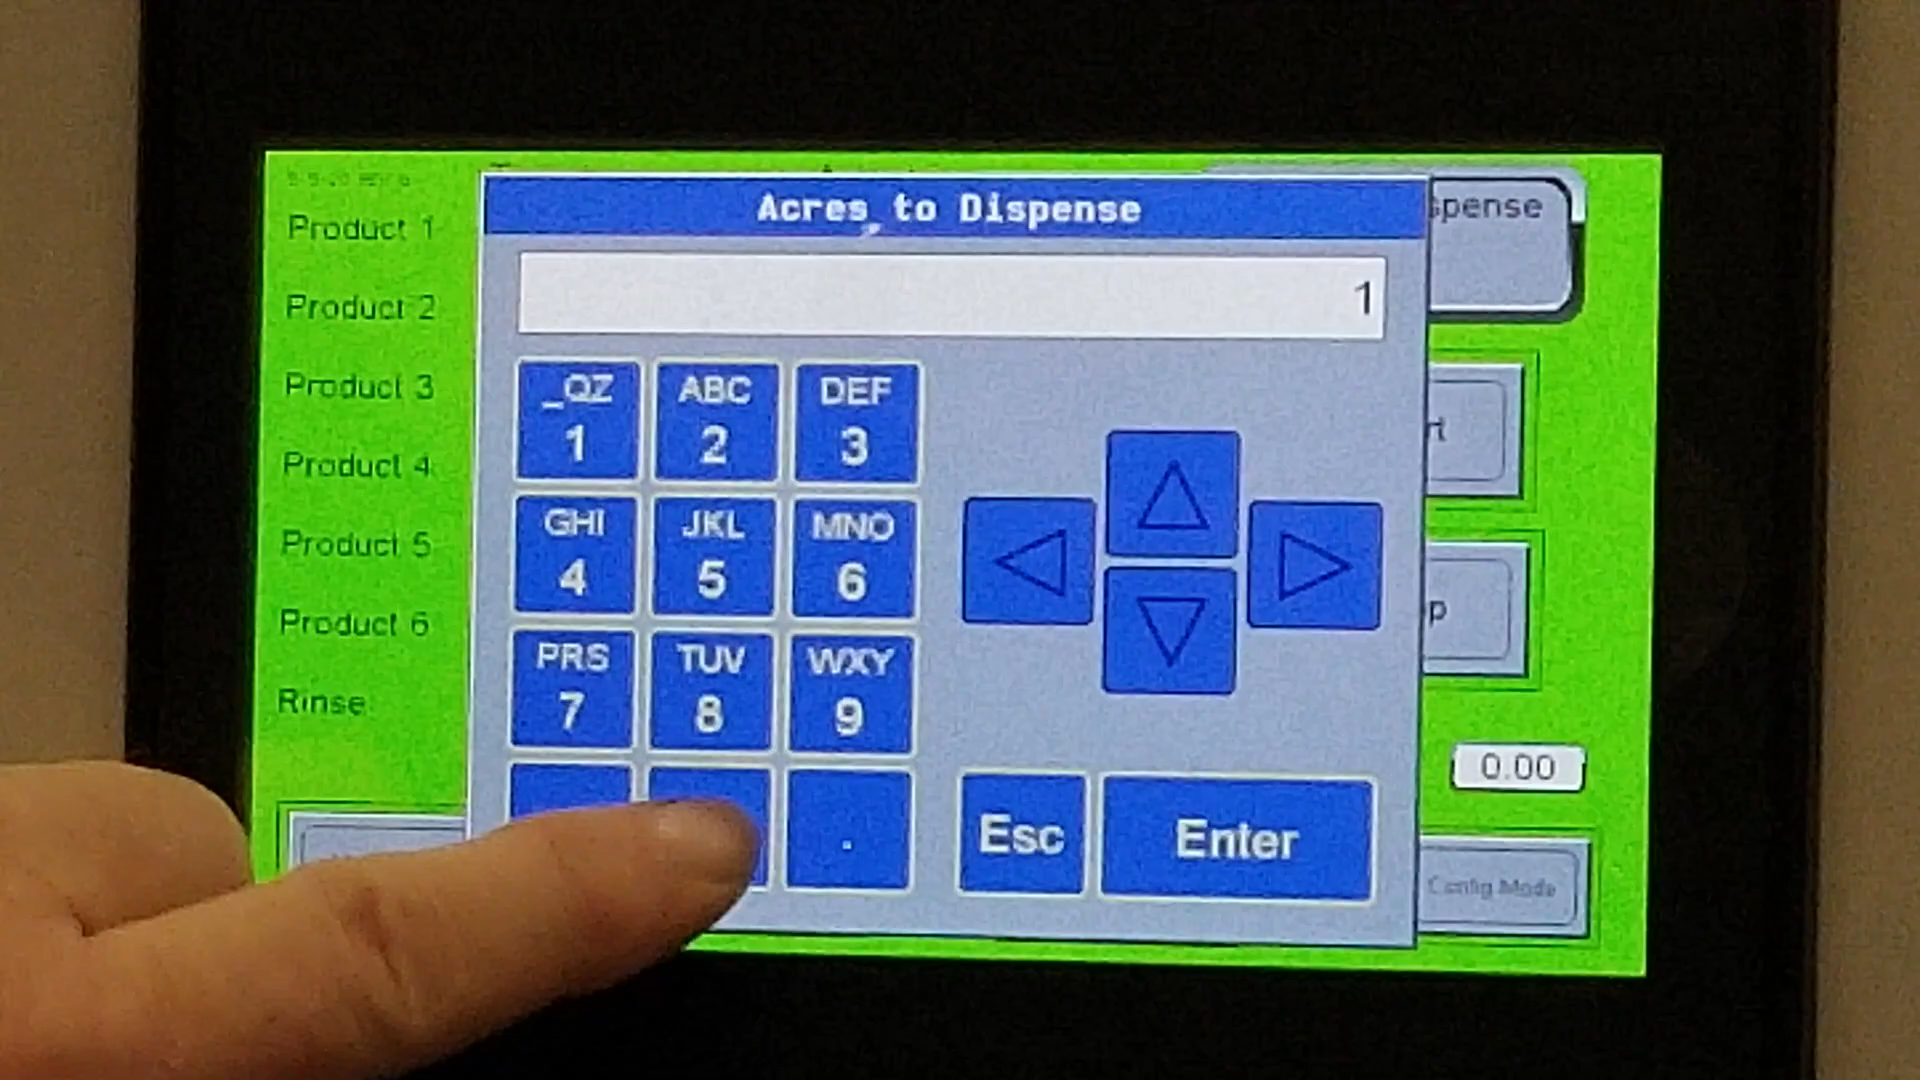 Acres to Dispense
spense
1
Product 1
Product 2
Product 3
Product 4
Product 5
Product 6
Rinse
_QZ ABC DEF
1 2 3
GHI JKL MNO
4 5 6
PRS TUV WXY
7 8 9
. Esc Enter
rt
p
0.00
Config Mode